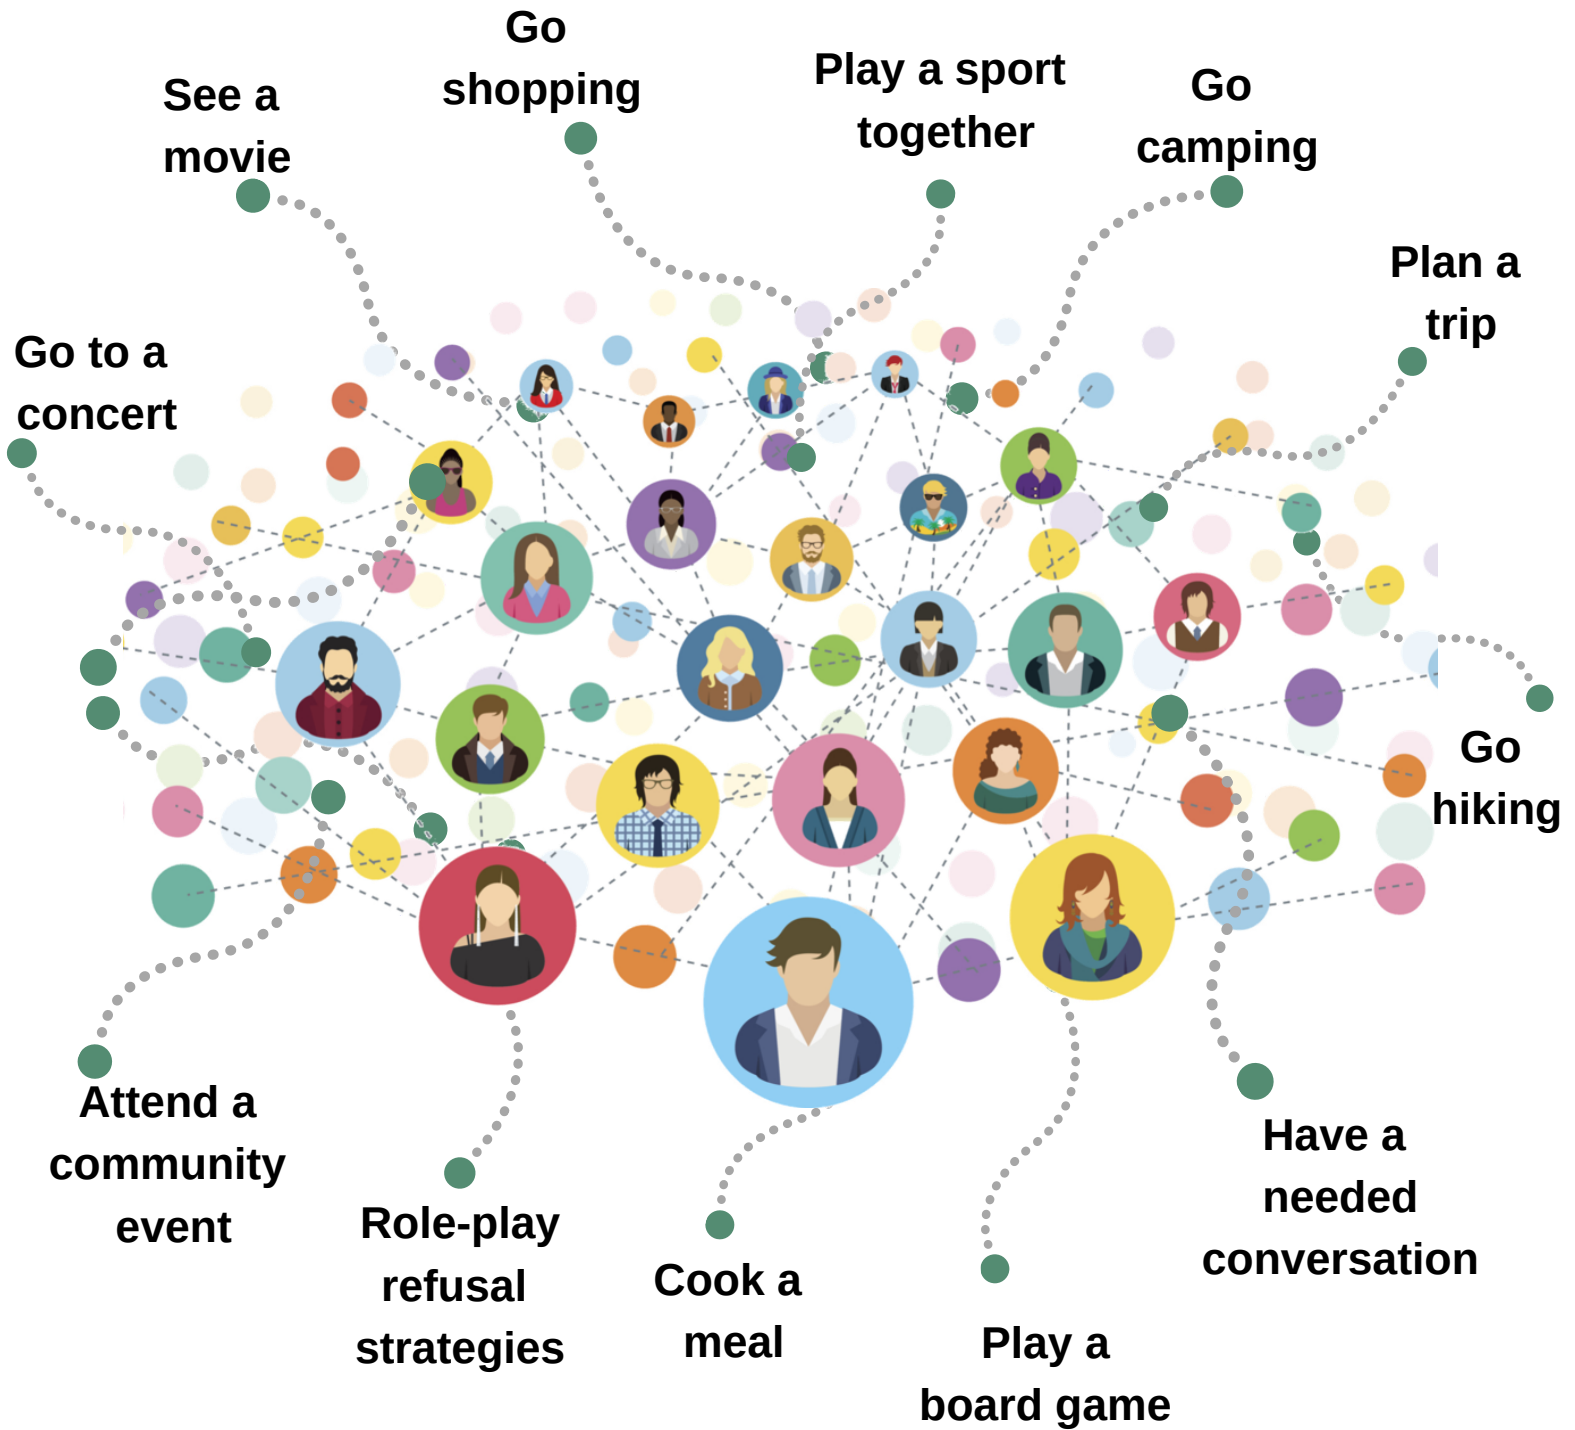 Go
shopping
Play a sport
together
Go
camping
See a
movie
Plan a
trip
Go to a
concert
Go
hiking
Attend a
community
event
Role-play
refusal
strategies
Cook a
meal
Play a
board game
Have a
needed
conversation